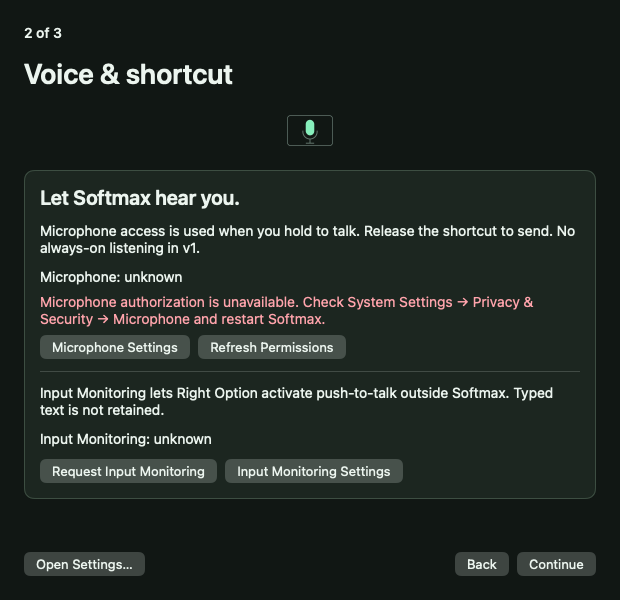 2 of 3
Voice & shortcut
Let Softmax hear you.
Microphone access is used when you hold to talk. Release the shortcut to send. No
always-on listening in v1.
Microphone: unknown
Microphone authorization is unavailable. Check System Settings → Privacy &
Security → Microphone and restart Softmax.
Microphone Settings Refresh Permissions
Input Monitoring lets Right Option activate push-to-talk outside Softmax. Typed
text is not retained.
Input Monitoring: unknown
Request Input Monitoring Input Monitoring Settings
Open Settings... Back Continue